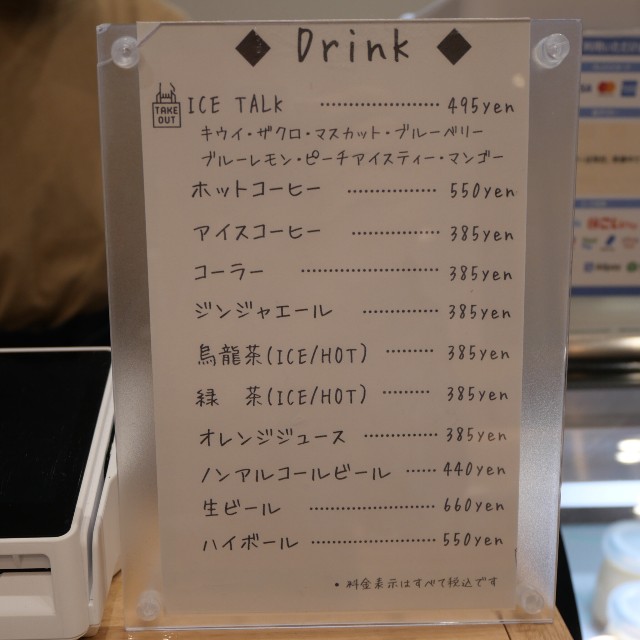 ◆ Drink ◆
TAKE OUT
ICE TALK ………………… 495yen
キウイ・ザクロ・マスカット・ブルーベリー
ブルーレモン・ピーチアイスティー・マンゴー
ホットコーヒー …………… 550yen
アイスコーヒー …………… 385yen
コーラー …………………… 385yen
ジンジャエール ………… 385yen
烏龍茶(ICE/HOT) ……… 385yen
緑　茶(ICE/HOT) ……… 385yen
オレンジジュース ………… 385yen
ノンアルコールビール …… 440yen
生ビール ………………… 660yen
ハイボール ……………… 550yen
• 料金表示はすべて税込です